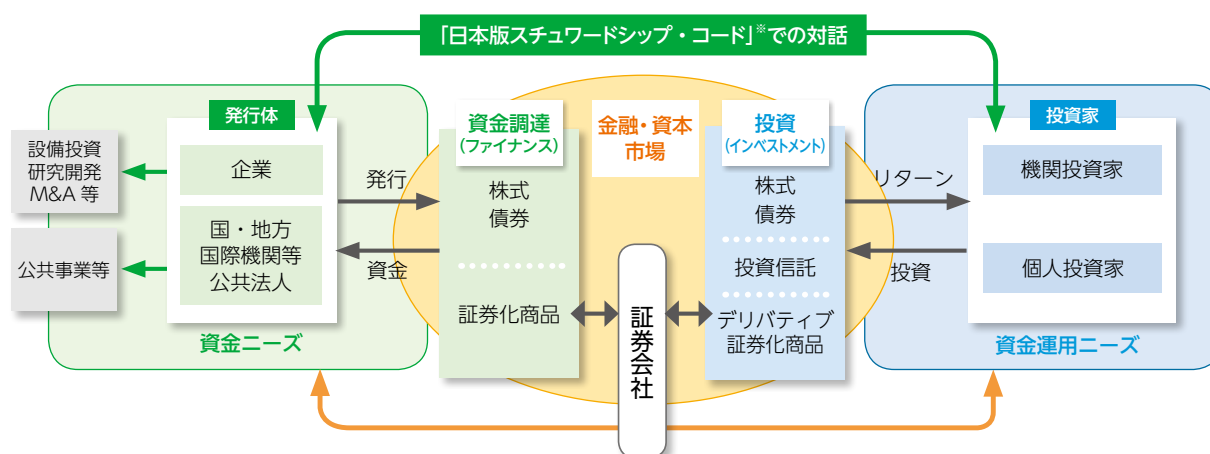 「日本版スチュワードシップ・コード」※での対話
発行体
設備投資
研究開発
M&A 等
公共事業等
企業
国・地方
国際機関等
公共法人
資金ニーズ
発行
資金
資金調達
(ファイナンス)
株式
債券
証券化商品
金融・資本
市場
証券会社
投資
(インベストメント)
株式
債券
投資信託
デリバティブ
証券化商品
リターン
投資
投資家
機関投資家
個人投資家
資金運用ニーズ